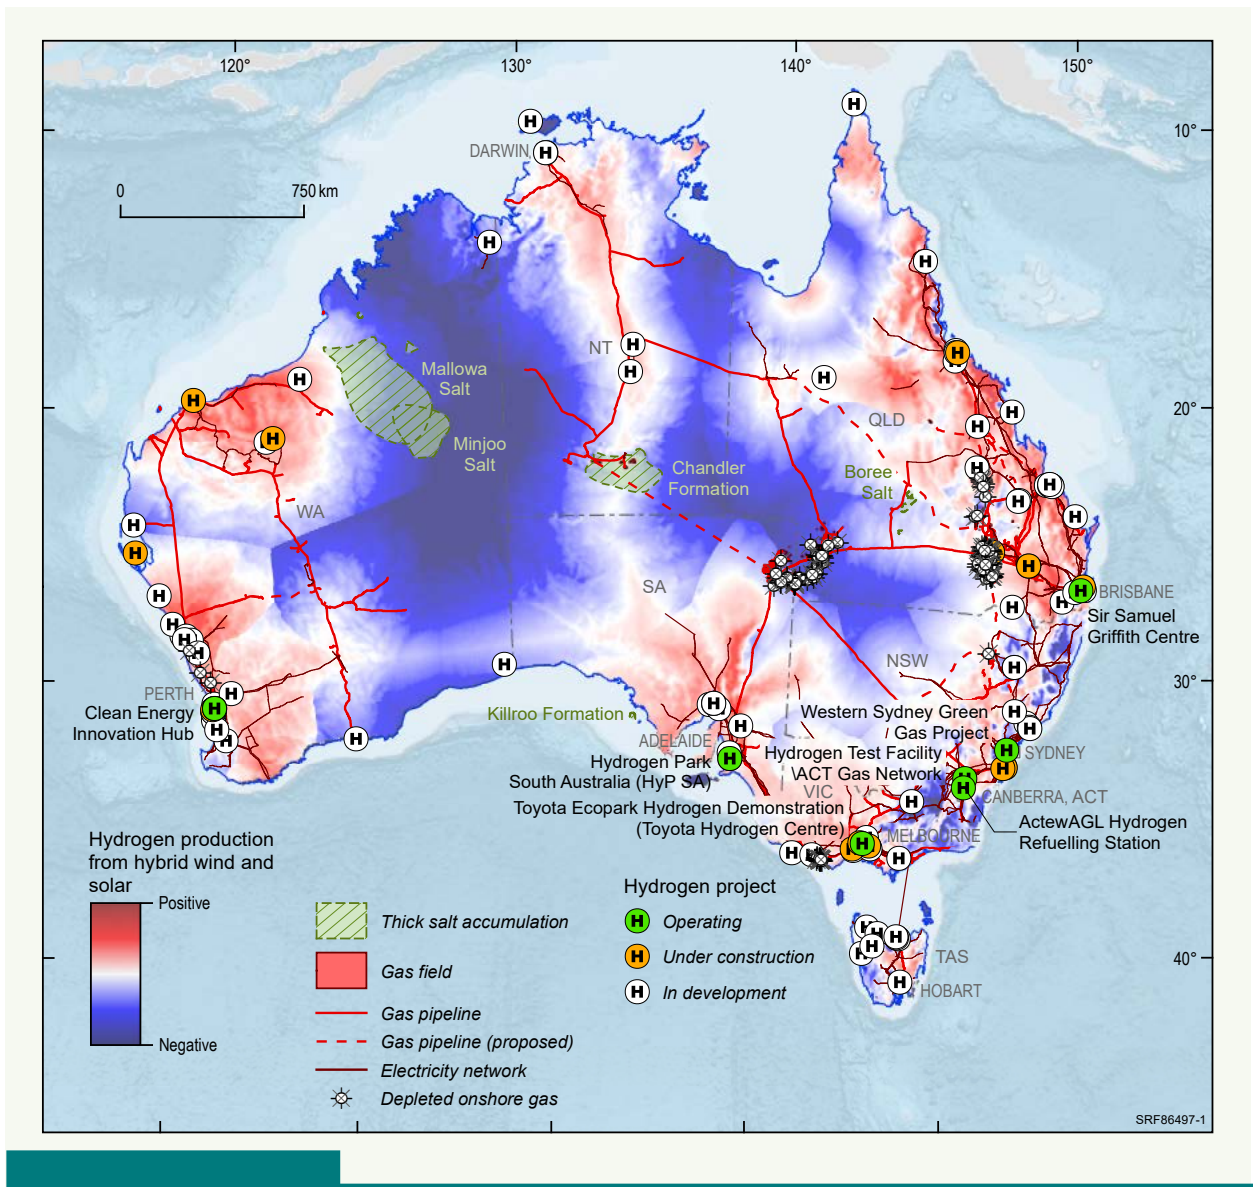 120°
130°
140°
150°
10°
DARWIN
0
750 km
NT
Mallowa
Salt
20°
QLD
Minjoo
Salt
Chandler
Formation
Boree
Salt
WA
SA
BRISBANE
Sir Samuel
Griffith Centre
NSW
30°
PERTH
Clean Energy
Innovation Hub
Killroo Formation
Western Sydney Green
Gas Project
ADELAIDE
SYDNEY
Hydrogen Park
South Australia (HyP SA)
Hydrogen Test Facility
\ACT Gas Network
VIC
CANBERRA, ACT
Toyota Ecopark Hydrogen Demonstration
(Toyota Hydrogen Centre)
MELBOURNE
ActewAGL Hydrogen
Refuelling Station
Hydrogen production
from hybrid wind and
solar
Positive
Negative
Thick salt accumulation
Gas field
Gas pipeline
Gas pipeline (proposed)
Electricity network
Depleted onshore gas
Hydrogen project
H Operating
H Under construction
H In development
TAS
40°
HOBART
SRF86497-1